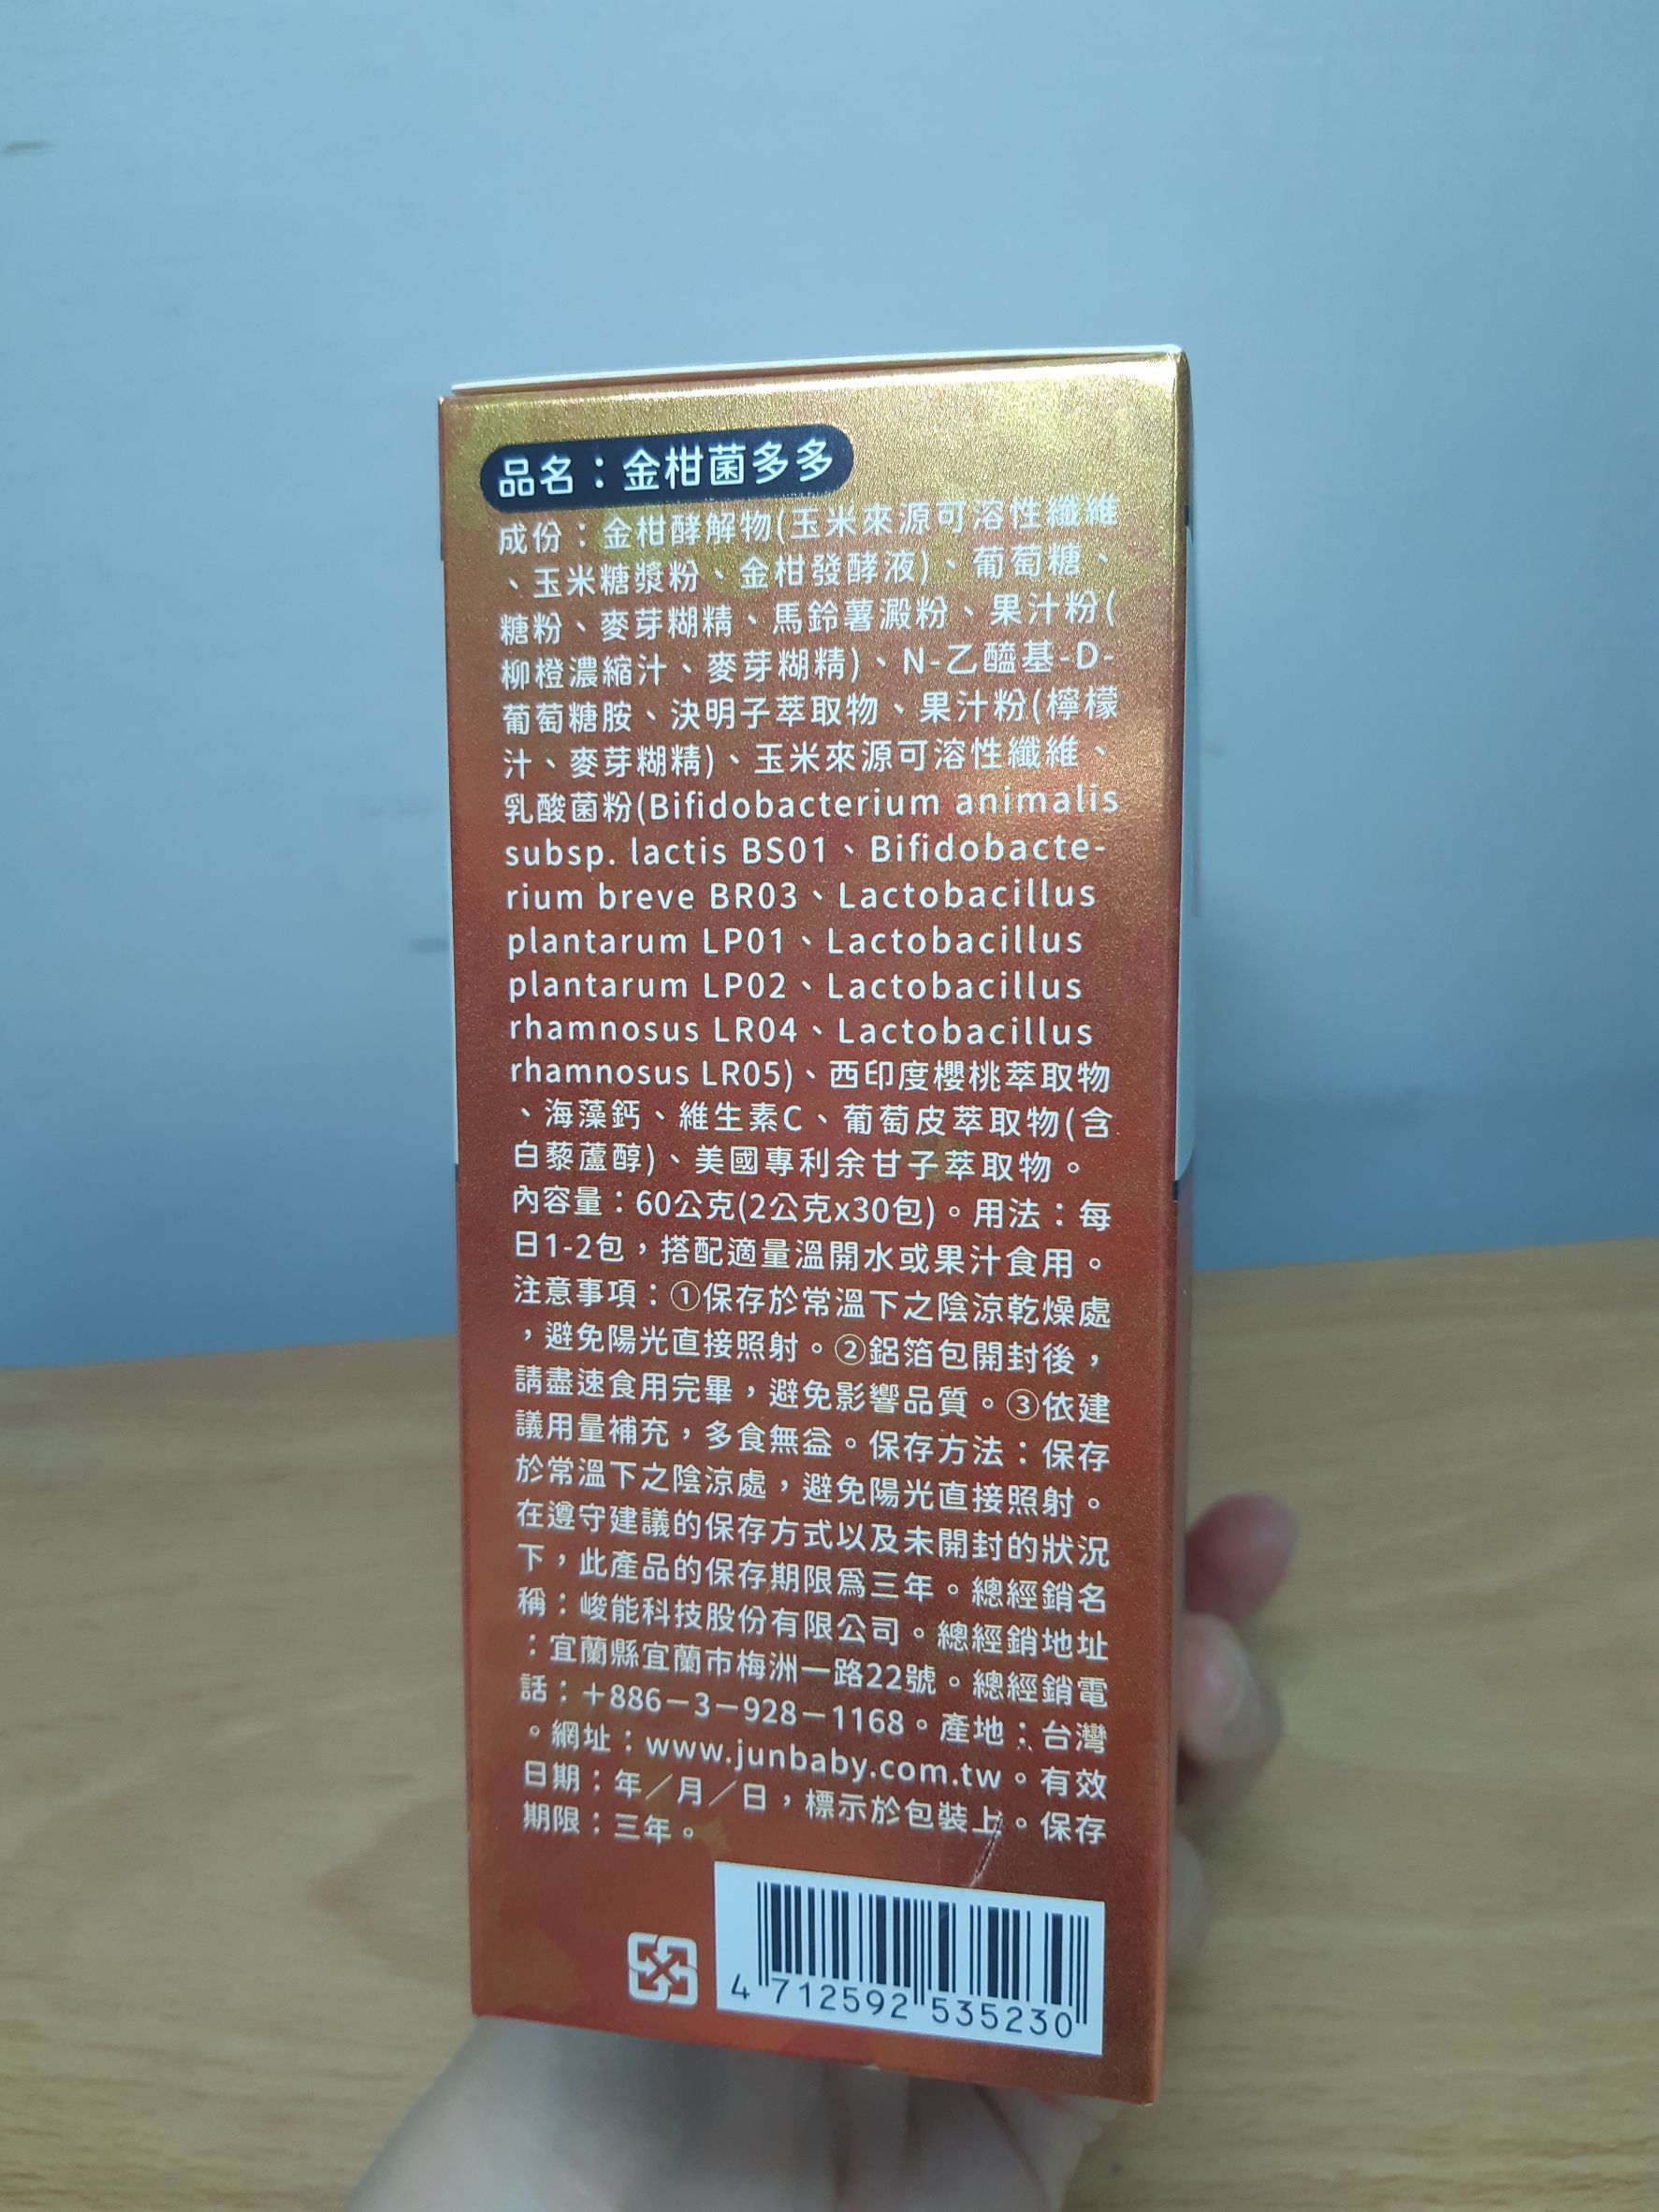 品名：金柑菌多多
成份：金柑酵解物(玉米來源可溶性纖維
、玉米糖漿粉、金柑發酵液)、葡萄糖、
糖粉、麥芽糊精、馬鈴薯澱粉、果汁粉(
柳橙濃縮汁、麥芽糊精)、N-乙醯基-D-
葡萄糖胺、決明子萃取物、果汁粉(檸檬
汁、麥芽糊精)、玉米來源可溶性纖維、
乳酸菌粉(Bifidobacterium animalis
subsp. lactis BS01、Bifidobacte-
rium breve BR03、Lactobacillus
plantarum LP01、Lactobacillus
plantarum LP02、Lactobacillus
rhamnosus LR04、Lactobacillus
rhamnosus LR05)、西印度櫻桃萃取物
、海藻鈣、維生素C、葡萄皮萃取物(含
白藜蘆醇)、美國專利余甘子萃取物。
內容量：60公克(2公克x30包)。用法：每
日1-2包，搭配適量溫開水或果汁食用。
注意事項：①保存於常溫下之陰涼乾燥處
，避免陽光直接照射。②鋁箔包開封後，
請盡速食用完畢，避免影響品質。③依建
議用量補充，多食無益。保存方法：保存
於常溫下之陰涼處，避免陽光直接照射。
在遵守建議的保存方式以及未開封的狀況
下，此產品的保存期限爲三年。總經銷名
稱：峻能科技股份有限公司。總經銷地址
：宜蘭縣宜蘭市梅洲一路22號。總經銷電
話：+886－3－928－1168。產地：台灣
。網址：www.junbaby.com.tw。有效
日期：年／月／日，標示於包裝上。保存
期限：三年。
4 712592 535230